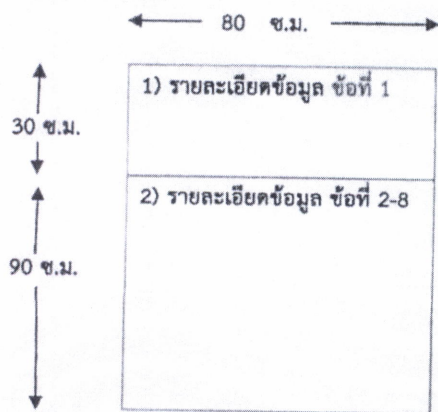 80 ซ.ม.
1) รายละเอียดข้อมูล ข้อที่ 1
30 ซ.ม.
2) รายละเอียดข้อมูล ข้อที่ 2-8
90 ซ.ม.